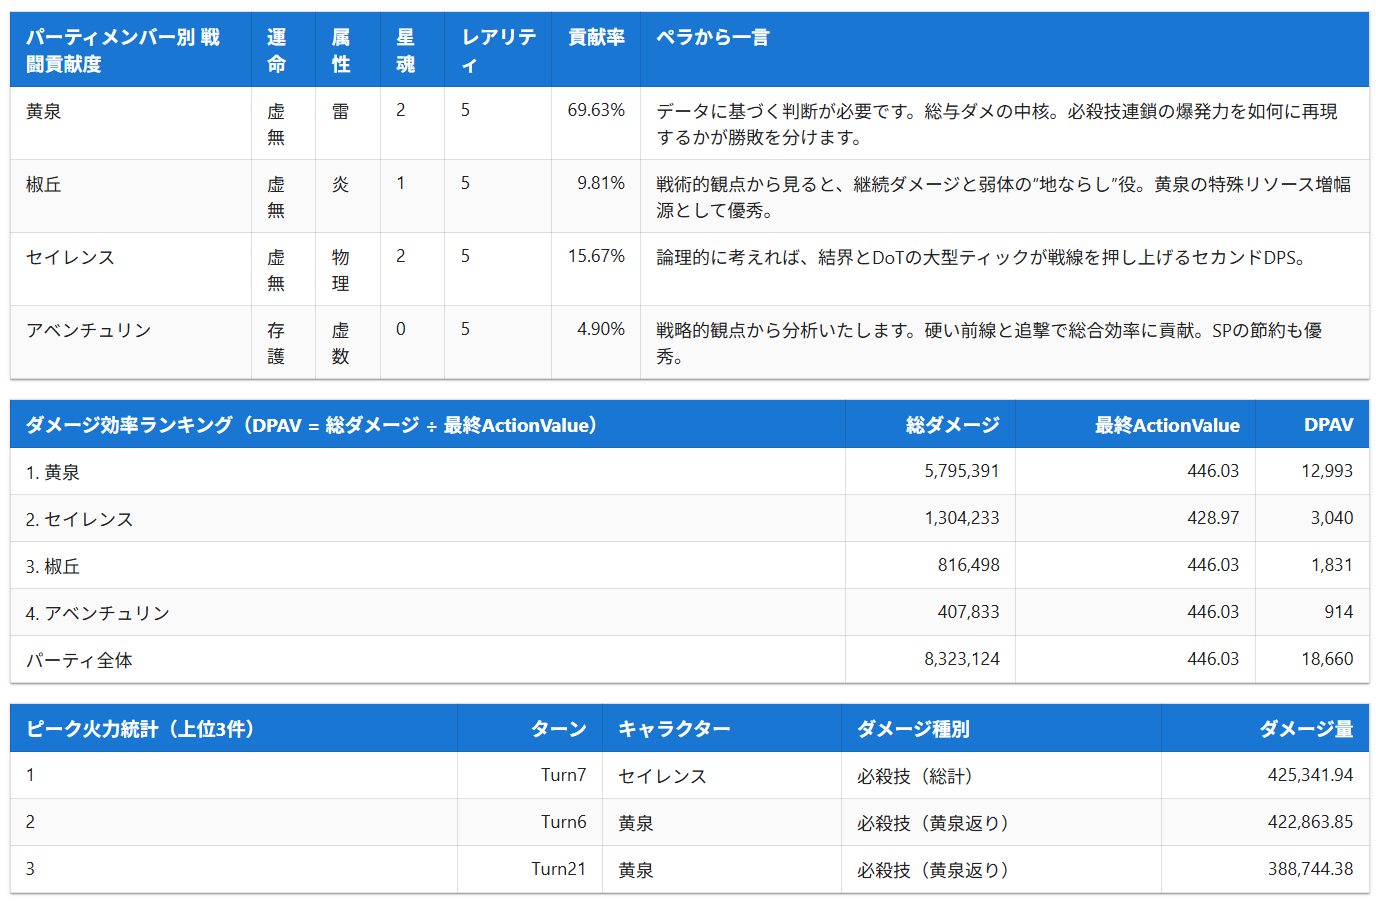 パーティメンバー別 戦闘貢献度 運命 属性 星魂 レアリティ 貢献率 ペラから一言
黄泉 虚無 雷 2 5 69.63% データに基づく判断が必要です。総与ダメの中核。必殺技連鎖の爆発力を如何に再現するかが勝敗を分けます。
椒丘 虚無 炎 1 5 9.81% 戦術的観点から見ると、継続ダメージと弱体の“地ならし”役。黄泉の特殊リソース増幅源として優秀。
セイレンス 虚無 物理 2 5 15.67% 論理的に考えれば、結界とDoTの大型ティックが戦線を押し上げるセカンドDPS。
アベンチュリン 存護 虚数 0 5 4.90% 戦略的観点から分析いたします。硬い前線と追撃で総合効率に貢献。SPの節約も優秀。
ダメージ効率ランキング（DPAV = 総ダメージ ÷ 最終ActionValue） 総ダメージ 最終ActionValue DPAV
1. 黄泉 5,795,391 446.03 12,993
2. セイレンス 1,304,233 428.97 3,040
3. 椒丘 816,498 446.03 1,831
4. アベンチュリン 407,833 446.03 914
パーティ全体 8,323,124 446.03 18,660
ピーク火力統計（上位3件） ターン キャラクター ダメージ種別 ダメージ量
1 Turn7 セイレンス 必殺技（総計） 425,341.94
2 Turn6 黄泉 必殺技（黄泉返り） 422,863.85
3 Turn21 黄泉 必殺技（黄泉返り） 388,744.38